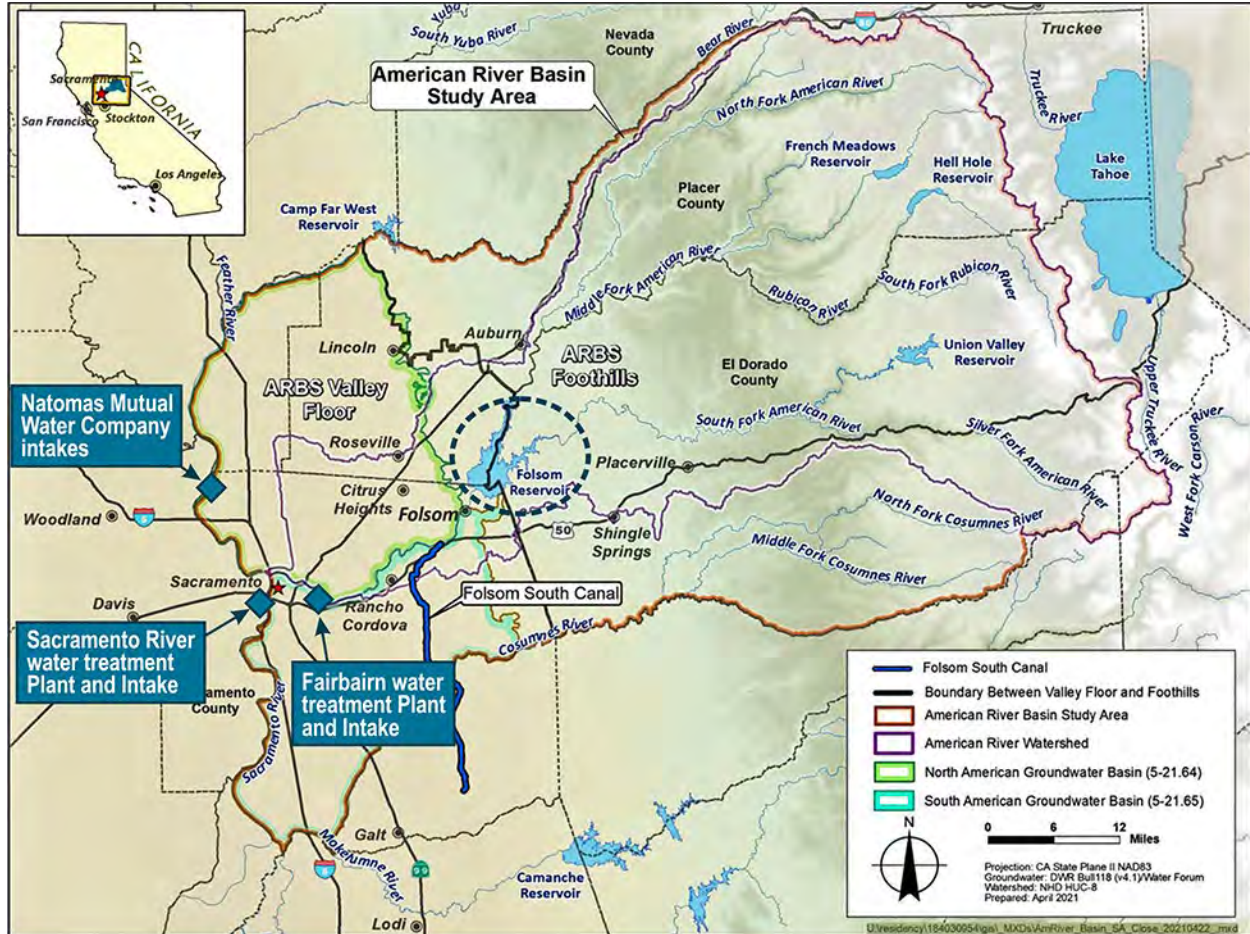 CALIFORNIA
Sacramento
San Francisco
Stockton
Los Angeles
South Yuba River
Yuba
Nevada
County
Bear River
80
Truckee
American River Basin
Study Area
North Fork American River
Truckee
River
French Meadows
Reservoir
Hell Hole
Reservoir
Lake
Tahoe
Placer
County
Camp Far West
Reservoir
Feather River
Middle Fork American River
Rubicon
River
South Fork Rubicon
River
Auburn
Lincoln
ARBS
Foothills
Union Valley
Reservoir
El Dorado
County
ARBS Valley
Floor
Natomas Mutual
Water Company
intakes
South Fork American River
Silver Fork American
River
Upper Truckee River
West Fork Carson River
Roseville
Placerville
Folsom
Reservoir
Citrus
Heights
Folsom
Woodland
5
50
Shingle
Springs
North Fork Cosumnes River
Middle Fork Cosumnes River
Sacramento
Davis
Rancho
Cordova
Folsom South Canal
Cosumnes River
Sacramento River
water treatment
Plant and Intake
amento
County
Fairbairn water
treatment Plant
and Intake
Sacramento River
Galt
Mokelumne River
5
99
Camanche
Reservoir
Lodi
Folsom South Canal
Boundary Between Valley Floor and Foothills
American River Basin Study Area
American River Watershed
North American Groundwater Basin (5-21.64)
South American Groundwater Basin (5-21.65)
N
0 6 12
Miles
Projection: CA State Plane II NAD83
Groundwater: DWR Bull118 (v4.1)/Water Forum
Watershed: NHD HUC-8
Prepared: April 2021